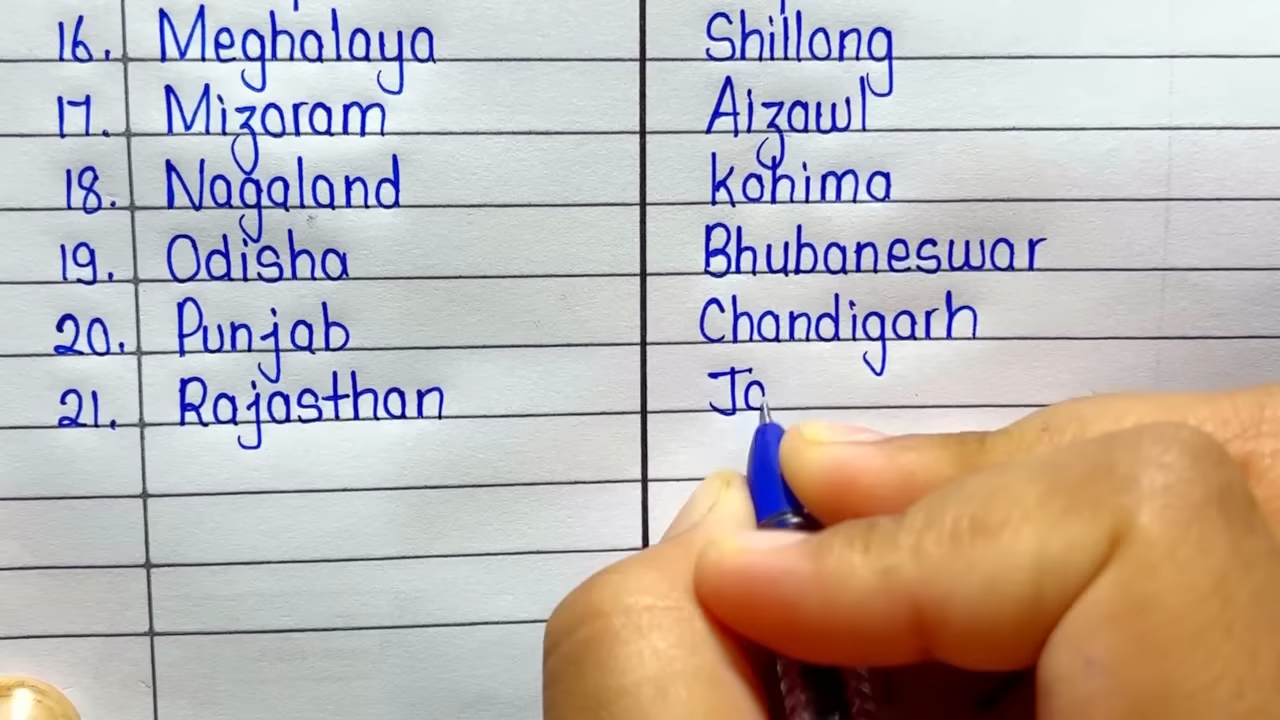 16. Meghalaya Shillong
17. Mizoram Aizawl
18. Nagaland Kohima
19. Odisha Bhubaneswar
20. Punjab Chandigarh
21. Rajasthan Ja